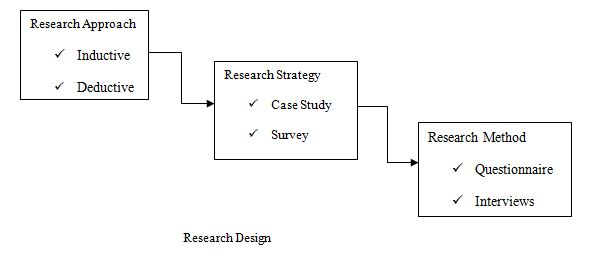 Research Approach
✓ Inductive
✓ Deductive
Research Strategy
✓ Case Study
✓ Survey
Research Method
✓ Questionnaire
✓ Interviews
Research Design